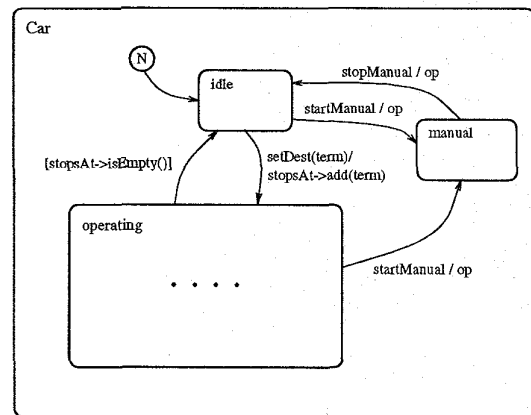 Car
N
idle
stopManual / op
startManual / op
manual
[stopsAt->isEmpty()]
setDest(term)/
stopsAt->add(term)
operating
startManual / op